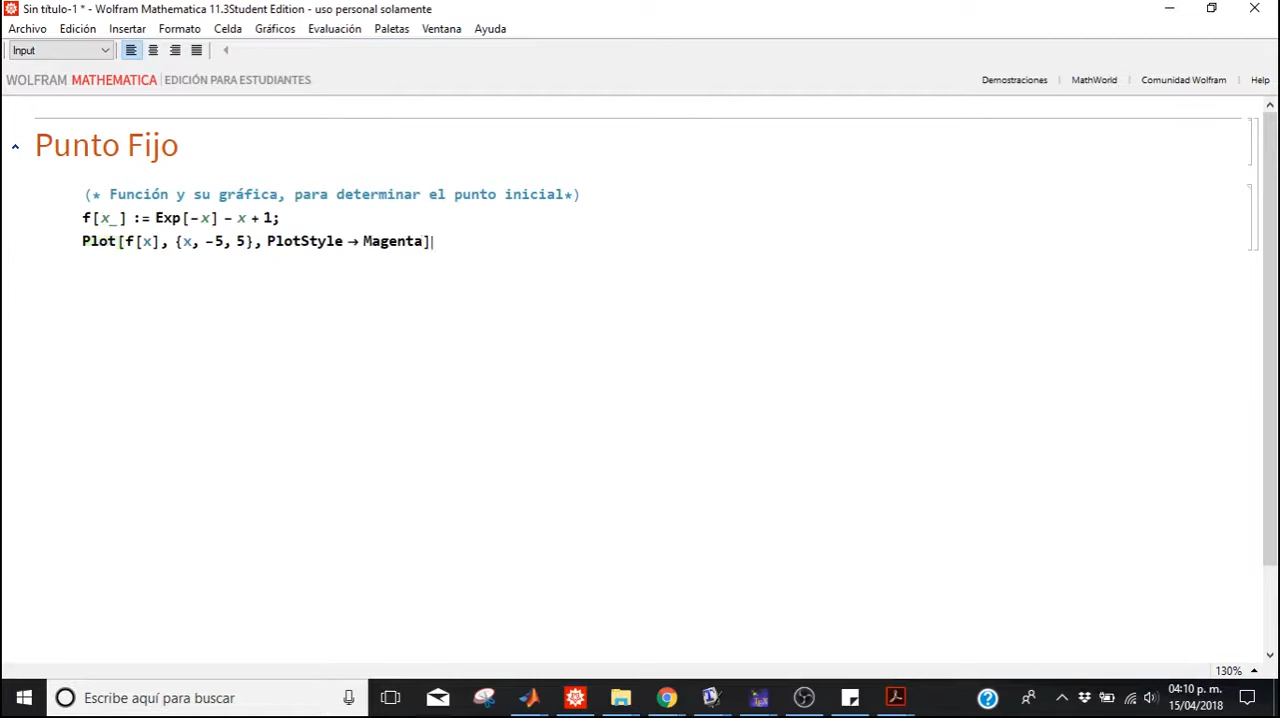 Sin título-1 * - Wolfram Mathematica 11.3Student Edition - uso personal solamente
Archivo Edición Insertar Formato Celda Gráficos Evaluación Paletas Ventana Ayuda
Input
WOLFRAM MATHEMATICA | EDICIÓN PARA ESTUDIANTES Demostraciones MathWorld Comunidad Wolfram Help
Punto Fijo
(* Función y su gráfica, para determinar el punto inicial*)
f[x_] := Exp[-x] - x + 1;
Plot[f[x], {x, -5, 5}, PlotStyle → Magenta]
130%
Escribe aquí para buscar
04:10 p. m.
15/04/2018